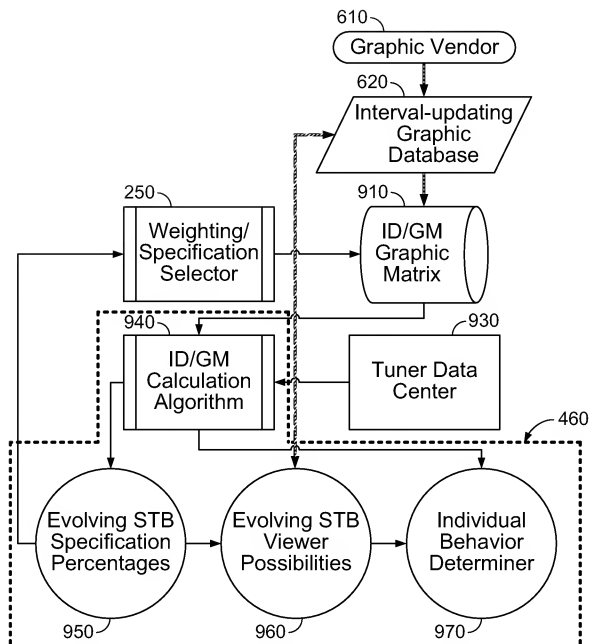 610
Graphic Vendor
620
Interval-updating
Graphic
Database
910
ID/GM
Graphic
Matrix
250
Weighting/
Specification
Selector
940
ID/GM
Calculation
Algorithm
930
Tuner Data
Center
460
Evolving STB
Specification
Percentages
950
Evolving STB
Viewer
Possibilities
960
Individual
Behavior
Determiner
970